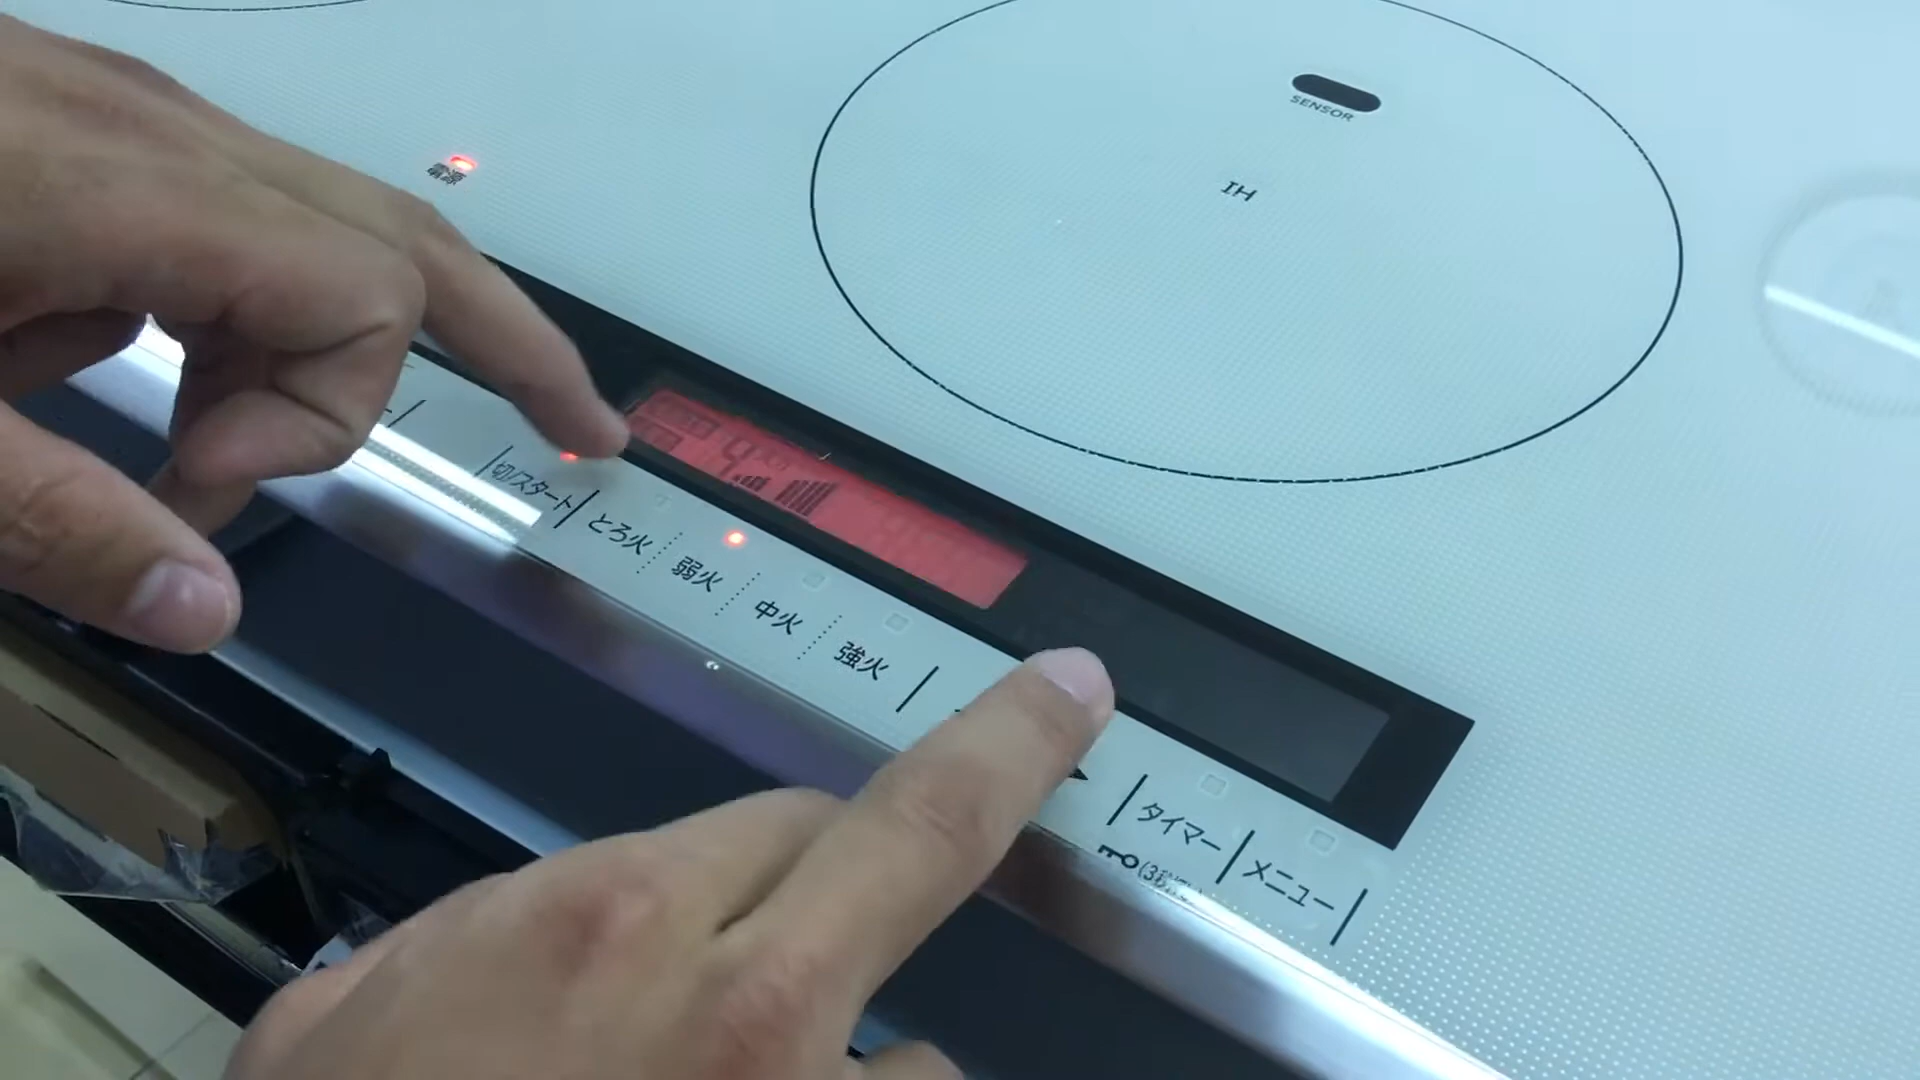 SENSOR
IH
電源
切/スタート
とろ火
弱火
中火
強火
タイマー
メニュー